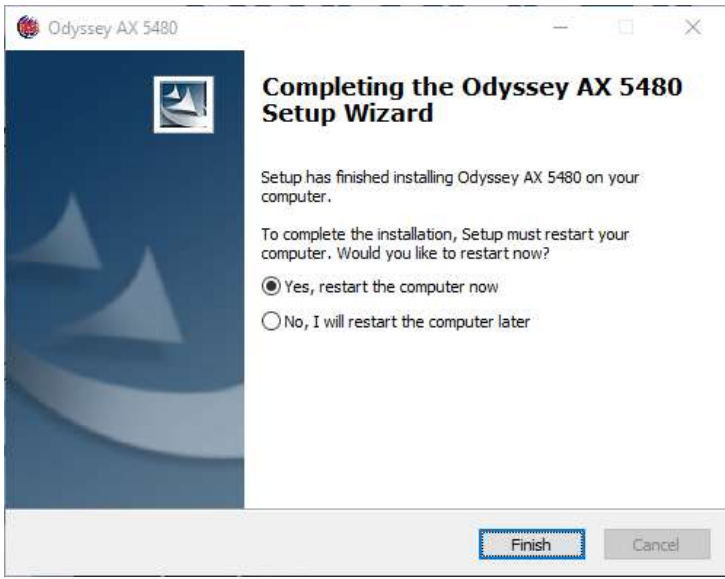 Odyssey AX 5480
Completing the Odyssey AX 5480
Setup Wizard
Setup has finished installing Odyssey AX 5480 on your
computer.
To complete the installation, Setup must restart your
computer. Would you like to restart now?
Yes, restart the computer now
No, I will restart the computer later
Finish
Cancel